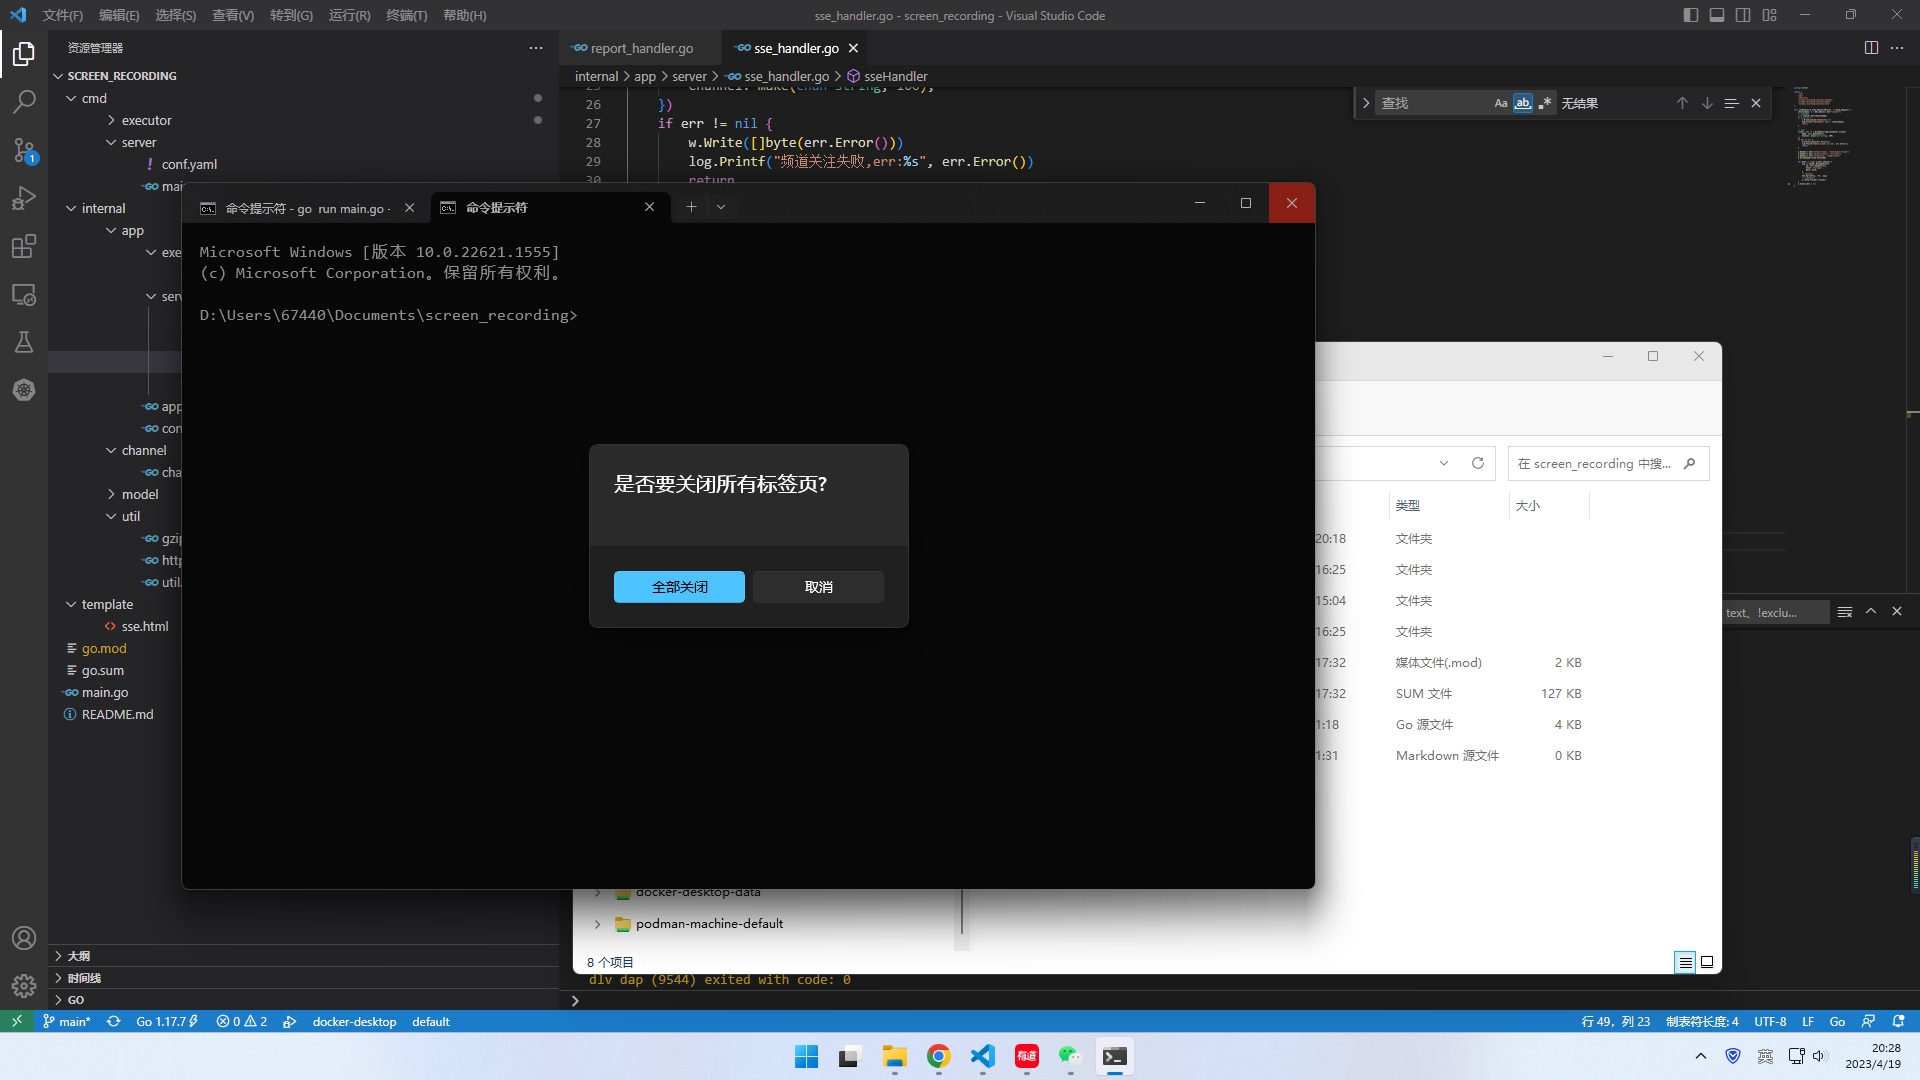 文件(F) 编辑(E) 选择(S) 查看(V) 转到(G) 运行(R) 终端(T) 帮助(H)
sse_handler.go - screen_recording - Visual Studio Code
资源管理器
SCREEN_RECORDING
cmd
executor
server
conf.yaml
internal
app
channel
model
util
template
sse.html
go.mod
go.sum
main.go
README.md
大纲
时间线
GO
report_handler.go
sse_handler.go
internal > app > server > sse_handler.go > sseHandler
26 })
27 if err != nil {
28 w.Write([]byte(err.Error()))
29 log.Printf("频道关注失败,err:%s", err.Error())
30 return
查找
Aa ab
无结果
命令提示符 - go run main.go -
命令提示符
Microsoft Windows [版本 10.0.22621.1555]
(c) Microsoft Corporation。保留所有权利。
D:\Users\67440\Documents\screen_recording>
是否要关闭所有标签页?
全部关闭
取消
在 screen_recording 中搜...
类型 大小
20:18 文件夹
16:25 文件夹
15:04 文件夹
16:25 文件夹
17:32 媒体文件(.mod) 2 KB
17:32 SUM 文件 127 KB
1:18 Go 源文件 4 KB
1:31 Markdown 源文件 0 KB
docker-desktop-data
podman-machine-default
8 个项目
text、!exclu...
dlv dap (9544) exited with code: 0
main* Go 1.17.7 0 2 docker-desktop default
行 49，列 23 制表符长度: 4 UTF-8 LF Go
有道
英
20:28
2023/4/19